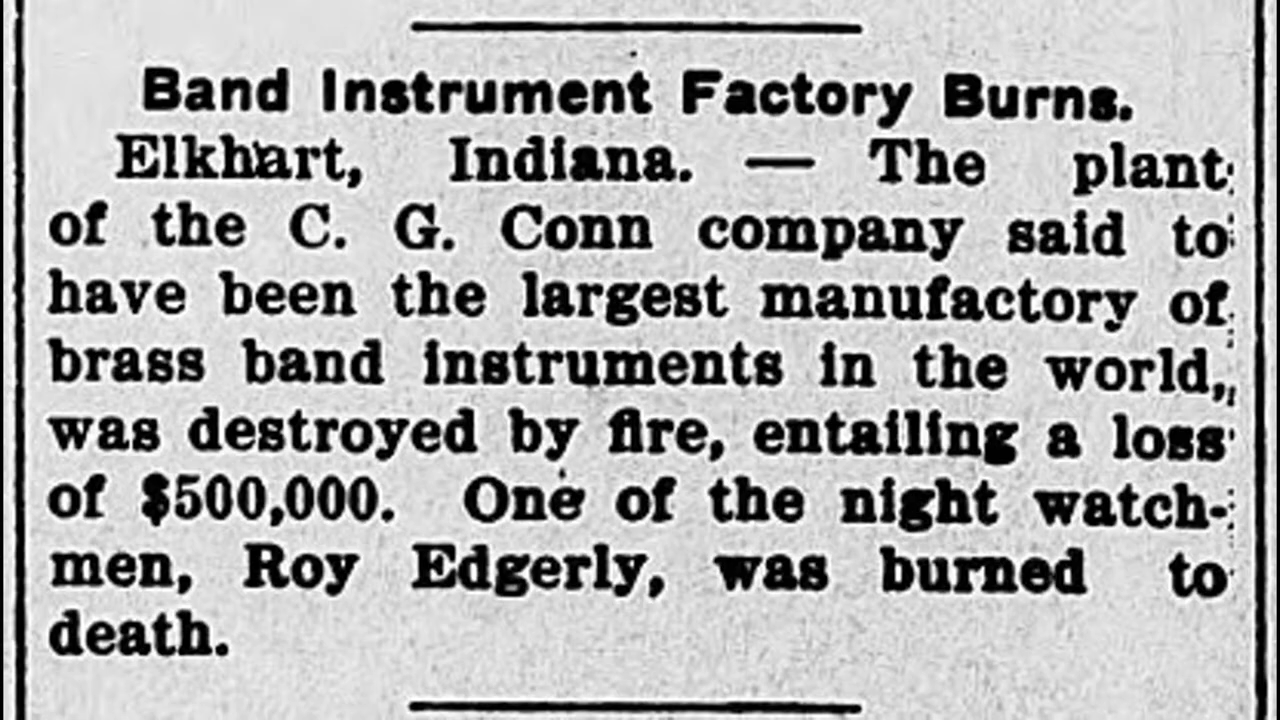 Band Instrument Factory Burns.
Elkhart, Indiana. — The plant
of the C. G. Conn company said to
have been the largest manufactory of
brass band instruments in the world,
was destroyed by fire, entailing a loss
of $500,000. One of the night watch-
men, Roy Edgerly, was burned to
death.